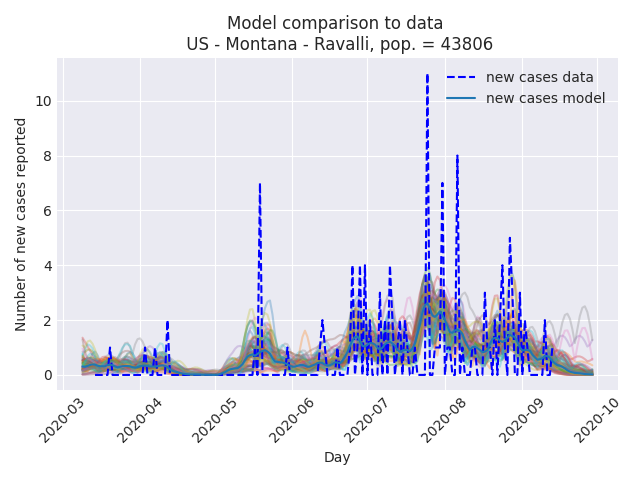 Model comparison to data
US - Montana - Ravalli, pop. = 43806
new cases data
new cases model
Number of new cases reported
10
8
6
4
2
0
2020-03
2020-04
2020-05
2020-06
2020-07
2020-08
2020-09
2020-10
Day